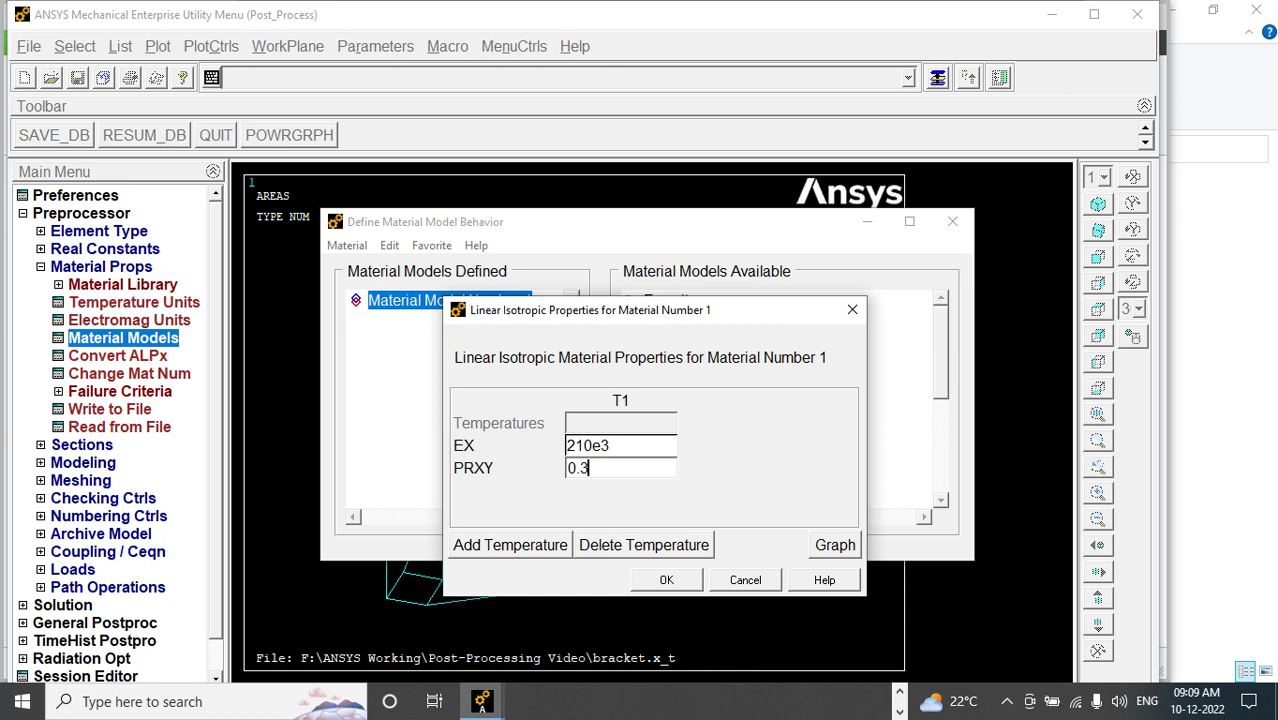 ANSYS Mechanical Enterprise Utility Menu (Post_Process)
File Select List Plot PlotCtrls WorkPlane Parameters Macro MenuCtrls Help
Toolbar
SAVE_DB RESUM_DB QUIT POWRGRPH
Main Menu
Preferences
Preprocessor
Element Type
Real Constants
Material Props
Material Library
Temperature Units
Electromag Units
Material Models
Convert ALPx
Change Mat Num
Failure Criteria
Write to File
Read from File
Sections
Modeling
Meshing
Checking Ctrls
Numbering Ctrls
Archive Model
Coupling / Ceqn
Loads
Path Operations
Solution
General Postproc
TimeHist Postpro
Radiation Opt
Session Editor
1
AREAS
TYPE NUM
Ansys
Define Material Model Behavior
Material Edit Favorite Help
Material Models Defined
Material Models Available
Linear Isotropic Properties for Material Number 1
Linear Isotropic Material Properties for Material Number 1
T1
Temperatures
EX 210e3
PRXY 0.3
Add Temperature Delete Temperature Graph
OK Cancel Help
File: F:\ANSYS Working\Post-Processing Video\bracket.x_t
1
3
Type here to search
A
22°C
ENG
09:09 AM
10-12-2022